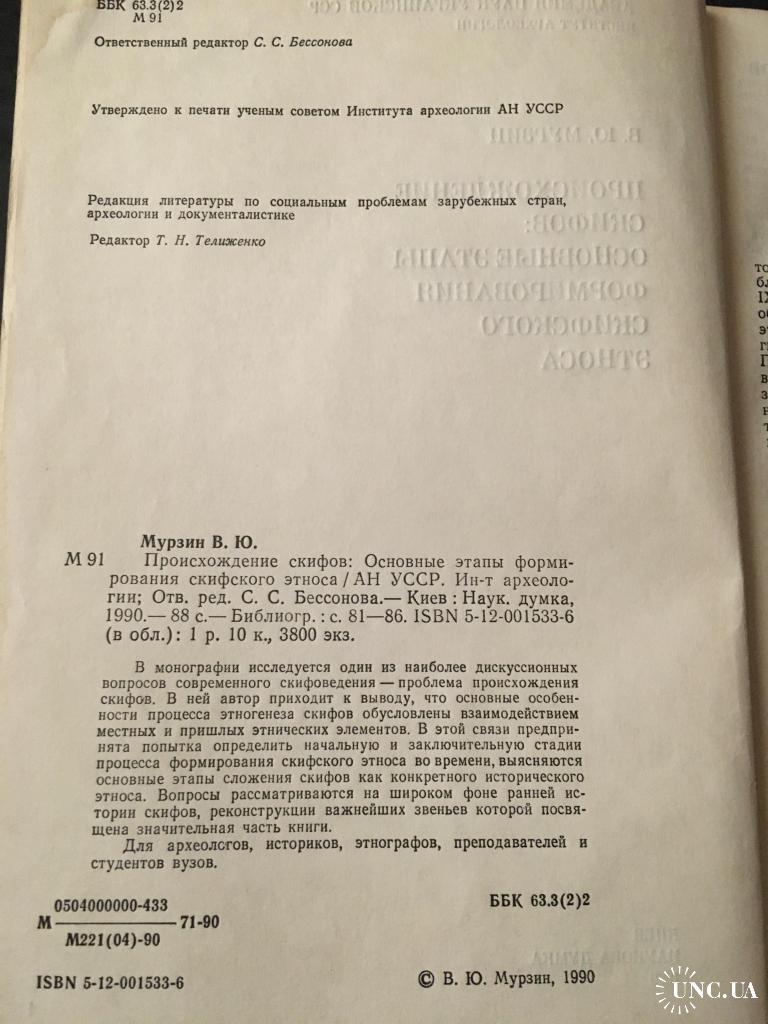 ББК 63.3(2)2
М 91
Ответственный редактор С. С. Бессонова
Утверждено к печати ученым советом Института археологии АН УССР
Редакция литературы по социальным проблемам зарубежных стран,
археологии и документалистике
Редактор Т. Н. Телиженко
Мурзин В. Ю.
М 91 Происхождение скифов: Основные этапы форми-
рования скифского этноса / АН УССР. Ин-т археоло-
гии; Отв. ред. С. С. Бессонова.— Киев : Наук. думка,
1990.— 88 с.— Библиогр. : с. 81—86. ISBN 5-12-001533-6
(в обл.) : 1 р. 10 к., 3800 экз.
В монографии исследуется один из наиболее дискуссионных
вопросов современного скифоведения — проблема происхождения
скифов. В ней автор приходит к выводу, что основные особен-
ности процесса этногенеза скифов обусловлены взаимодействием
местных и пришлых этнических элементов. В этой связи предпри-
нята попытка определить начальную и заключительную стадии
процесса формирования скифского этноса во времени, выясняются
основные этапы сложения скифов как конкретного исторического
этноса. Вопросы рассматриваются на широком фоне ранней ис-
тории скифов, реконструкции важнейших звеньев которой посвя-
щена значительная часть книги.
Для археологов, историков, этнографов, преподавателей и
студентов вузов.
0504000000-433
М 71-90
М221(04)-90
ББК 63.3(2)2
ISBN 5-12-001533-6
© В. Ю. Мурзин, 1990
UNC.UA